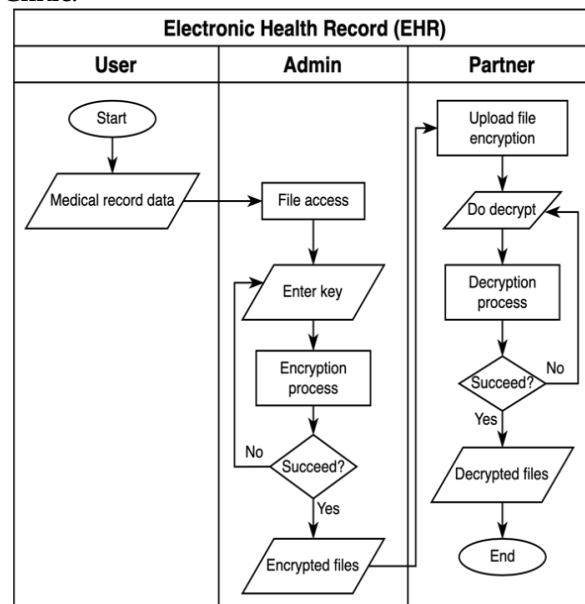 Clinic.
Electronic Health Record (EHR)
User
Admin
Partner
Start
Medical record data
File access
Enter key
Encryption
process
No
Succeed?
Yes
Encrypted files
Upload file
encryption
Do decrypt
Decryption
process
Succeed?
No
Yes
Decrypted files
End